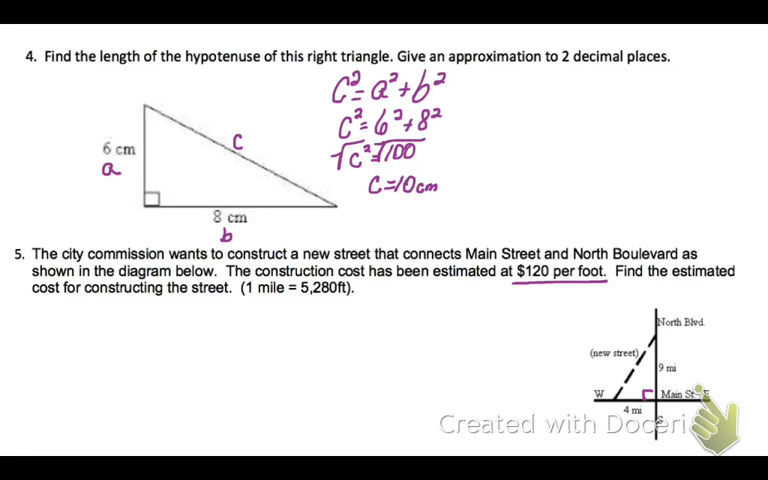 4. Find the length of the hypotenuse of this right triangle. Give an approximation to 2 decimal places.
c²=a²+b²
c²=6²+8²
√c²=√100
c=10cm
6 cm
a
c
8 cm
b
5. The city commission wants to construct a new street that connects Main Street and North Boulevard as
shown in the diagram below. The construction cost has been estimated at $120 per foot. Find the estimated
cost for constructing the street. (1 mile = 5,280ft).
North Blvd.
(new street)
9 mi
W
Main St.
E
4 mi
Created with Doceri